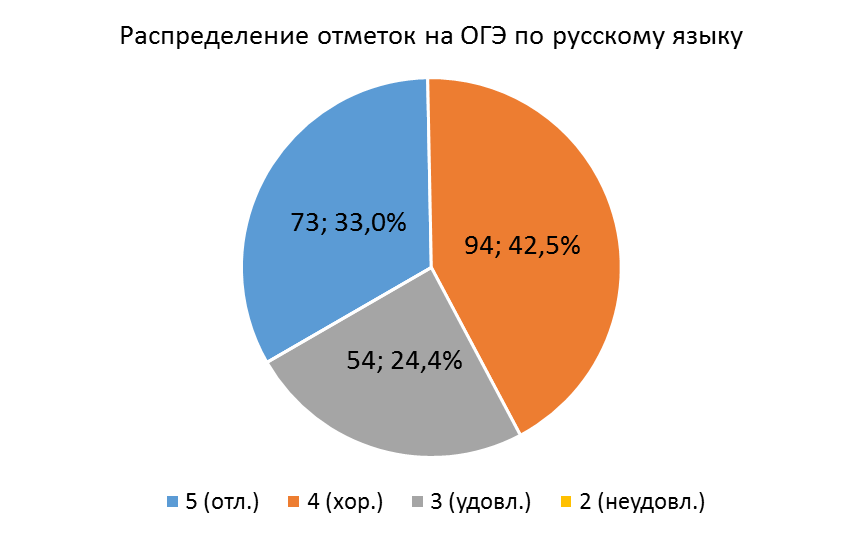 Распределение отметок на ОГЭ по русскому языку
73; 33,0%
94; 42,5%
54; 24,4%
5 (отл.) 4 (хор.) 3 (удовл.) 2 (неудовл.)